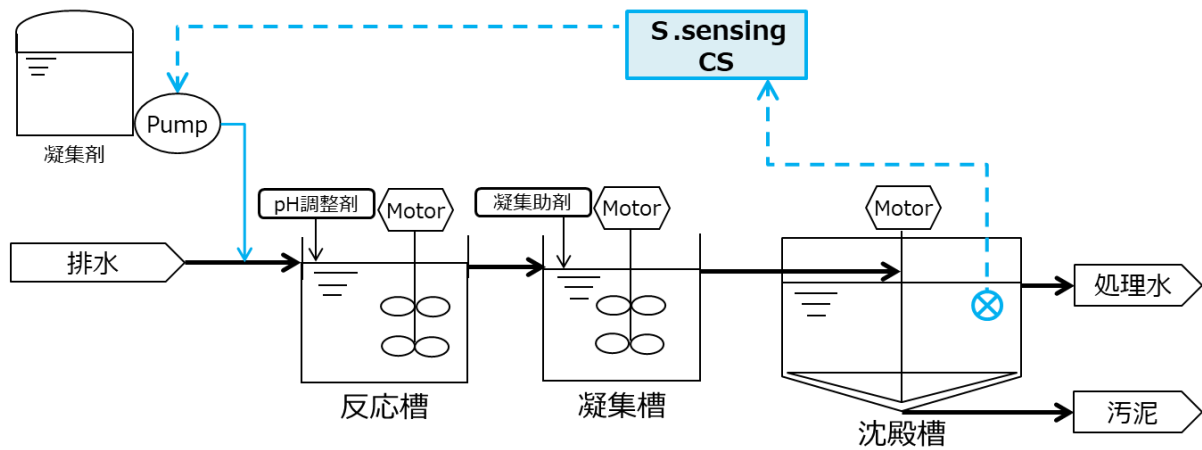 S.sensing
CS
Pump
凝集剤
pH調整剤
Motor
凝集助剤
Motor
Motor
排水
処理水
反応槽
凝集槽
沈殿槽
汚泥